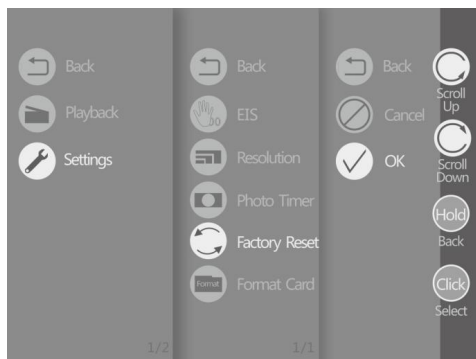 Back
Playback
Settings
1/2
Back
EIS
Resolution
Photo Timer
Factory Reset
Format
Format Card
1/1
Back
Cancel
OK
Scroll
Up
Scroll
Down
Hold
Back
Click
Select